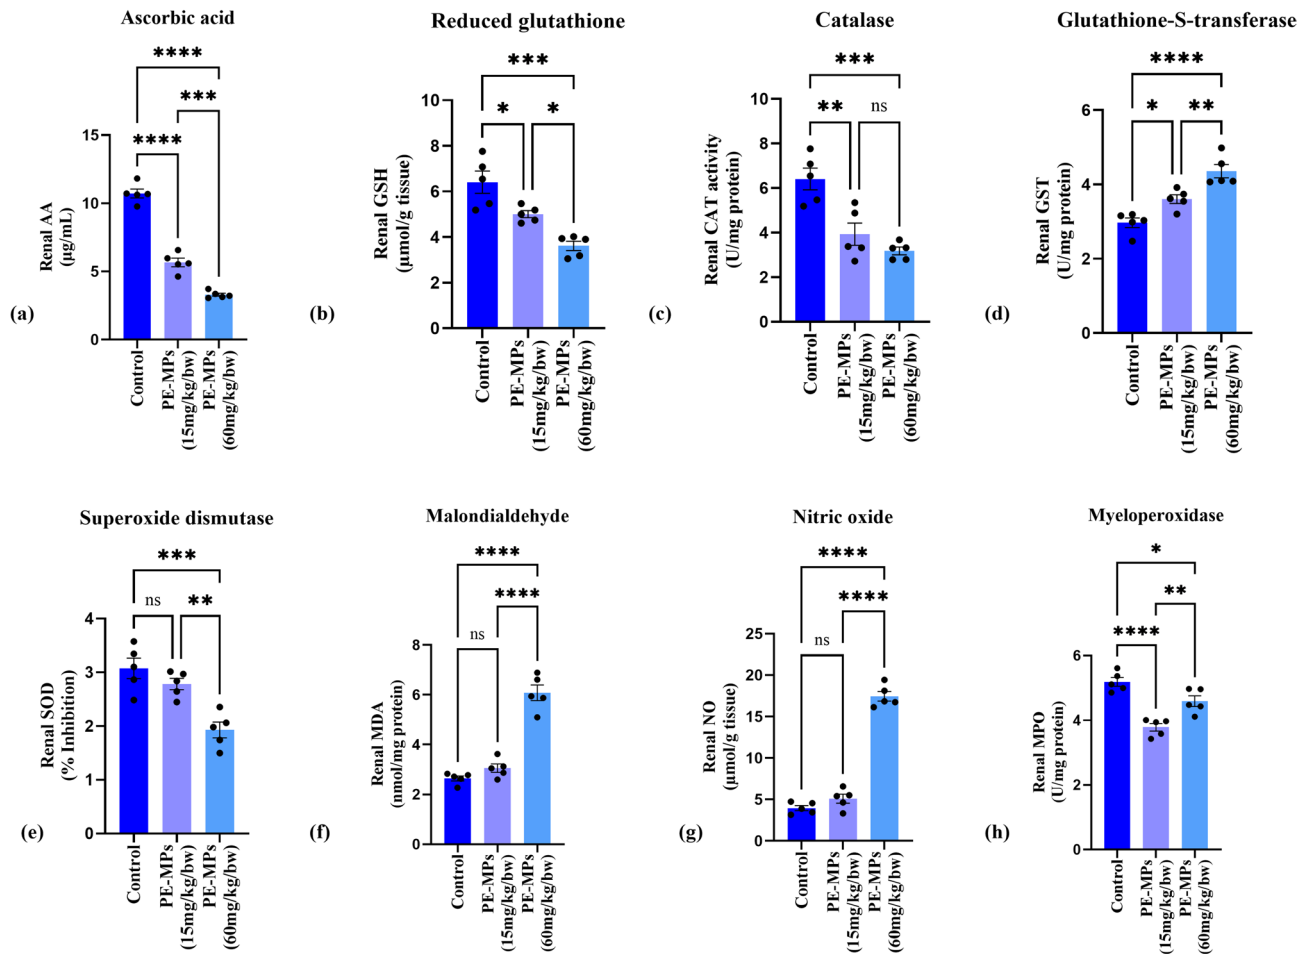 Ascorbic acid
****
***
****
15
10
5
0
Renal AA
(µg/mL)
Control
PE-MPs
(15mg/kg/bw)
PE-MPs
(60mg/kg/bw)
(a)
Reduced glutathione
***
*
*
10
8
6
4
2
0
Renal GSH
(µmol/g tissue)
Control
PE-MPs
(15mg/kg/bw)
PE-MPs
(60mg/kg/bw)
(b)
Catalase
***
**
ns
10
8
6
4
2
0
Renal CAT activity
(U/mg protein)
Control
PE-MPs
(15mg/kg/bw)
PE-MPs
(60mg/kg/bw)
(c)
Glutathione-S-transferase
****
*
**
6
4
2
0
Renal GST
(U/mg protein)
Control
PE-MPs
(15mg/kg/bw)
PE-MPs
(60mg/kg/bw)
(d)
Superoxide dismutase
***
ns
**
4
3
2
1
0
Renal SOD
(% Inhibition)
Control
PE-MPs
(15mg/kg/bw)
PE-MPs
(60mg/kg/bw)
(e)
Malondialdehyde
****
****
ns
8
6
4
2
0
Renal MDA
(nmol/mg protein)
Control
PE-MPs
(15mg/kg/bw)
PE-MPs
(60mg/kg/bw)
(f)
Nitric oxide
****
****
ns
25
20
15
10
5
0
Renal NO
(µmol/g tissue)
Control
PE-MPs
(15mg/kg/bw)
PE-MPs
(60mg/kg/bw)
(g)
Myeloperoxidase
*
**
****
6
4
2
0
Renal MPO
(U/mg protein)
Control
PE-MPs
(15mg/kg/bw)
PE-MPs
(60mg/kg/bw)
(h)